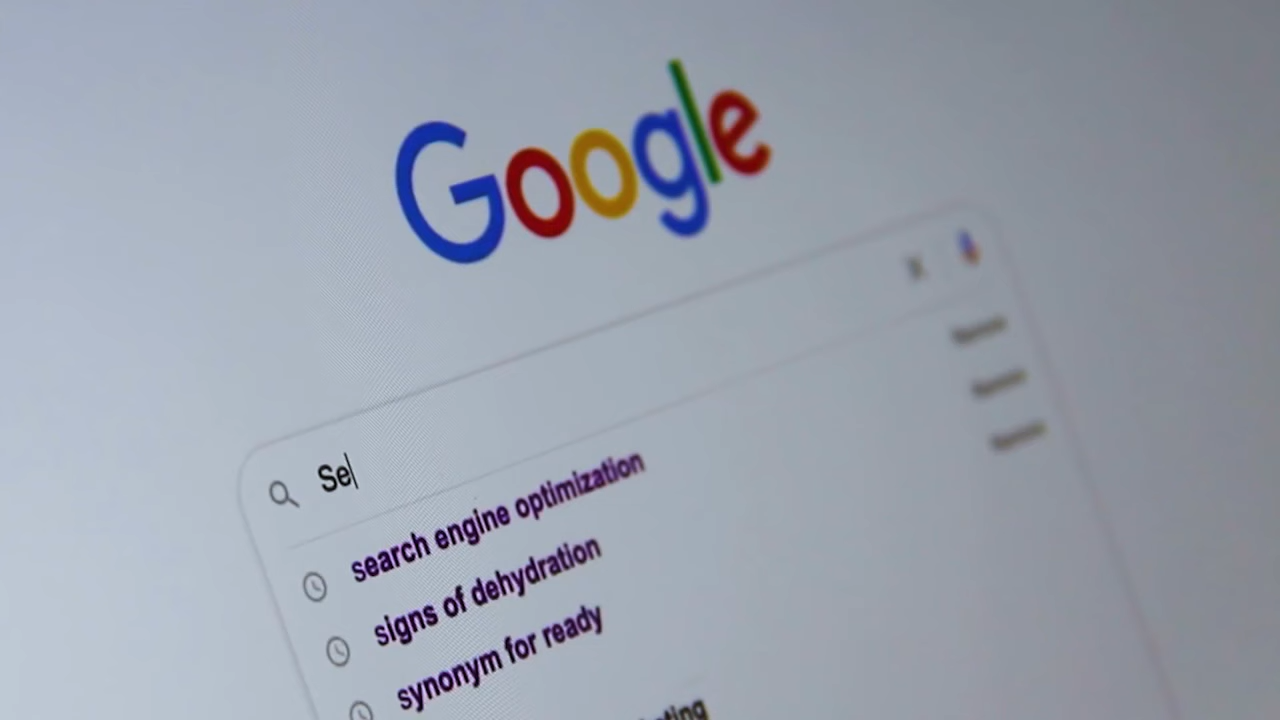 Google
Se
search engine optimization
signs of dehydration
synonym for ready